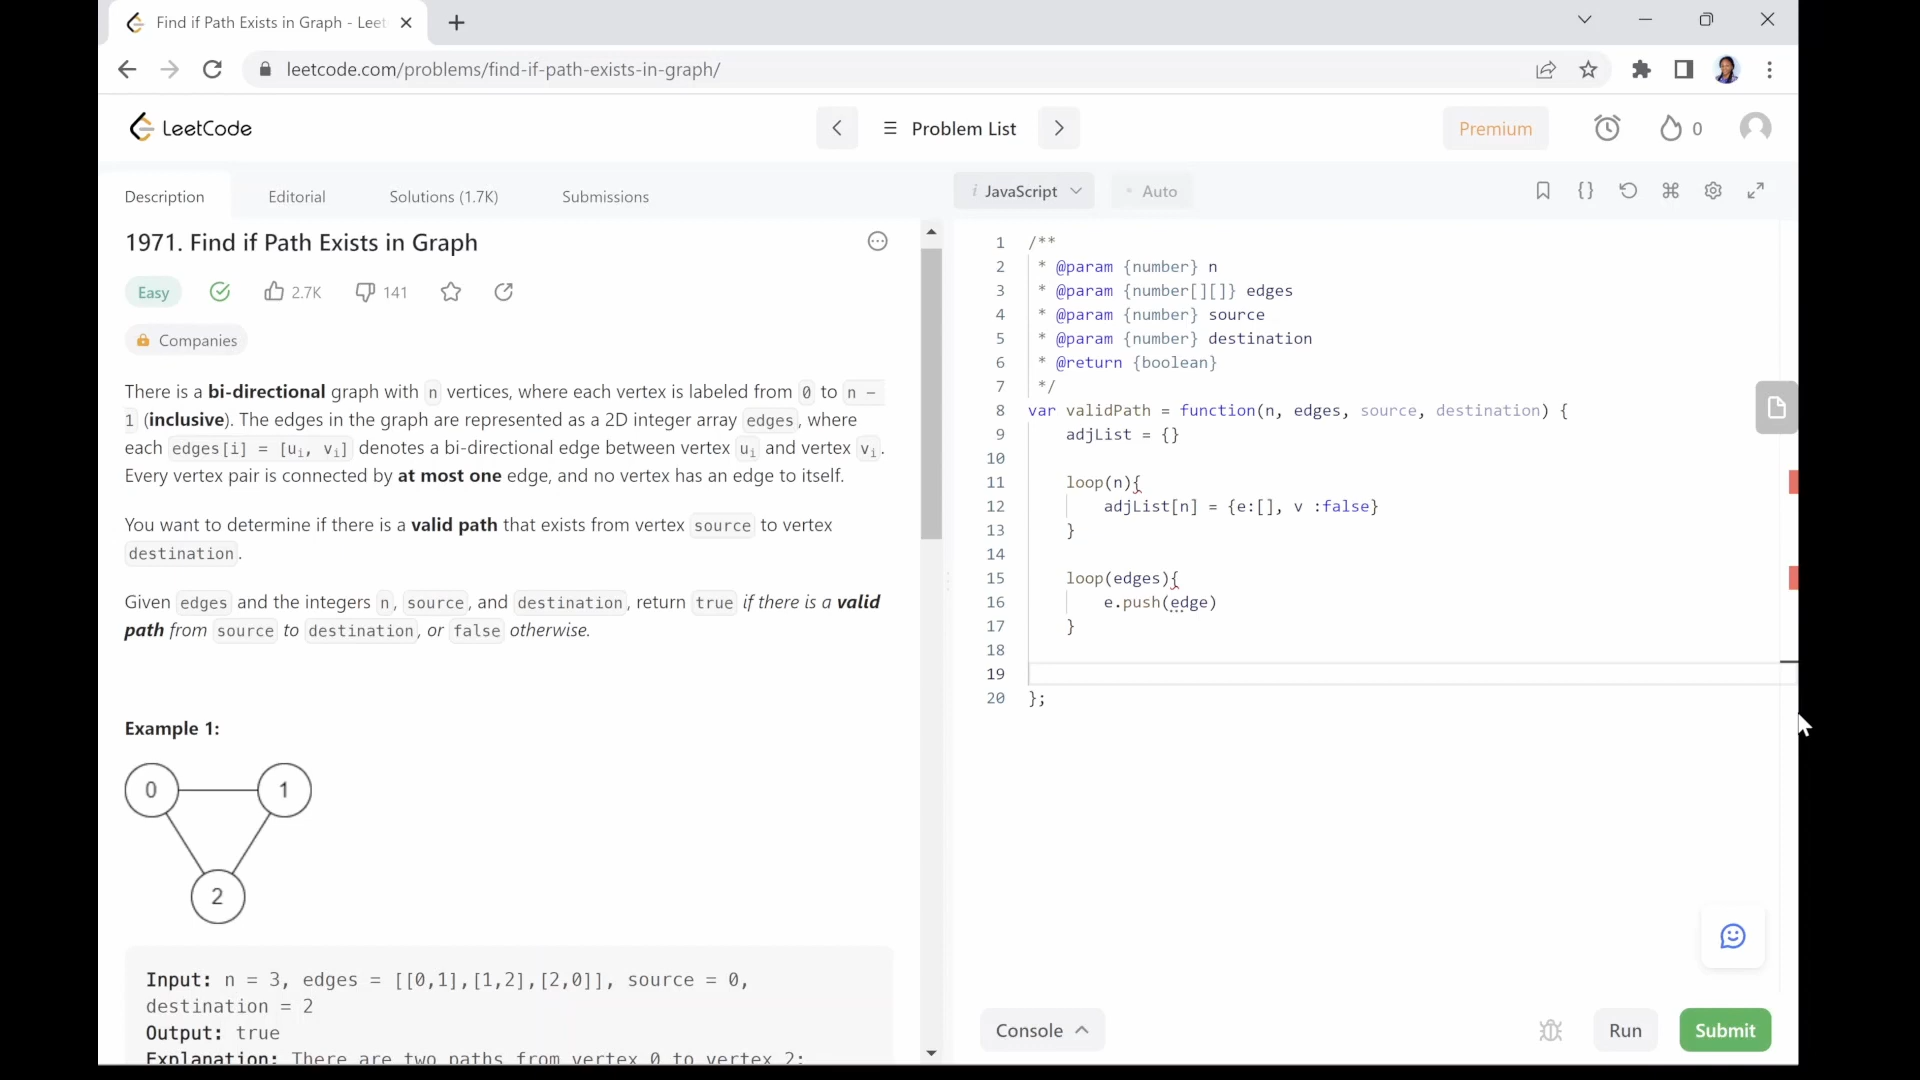 Find if Path Exists in Graph - Leet
leetcode.com/problems/find-if-path-exists-in-graph/
LeetCode
Problem List
Premium
0
Description
Editorial
Solutions (1.7K)
Submissions
i JavaScript
Auto
1971. Find if Path Exists in Graph
Easy
2.7K
141
Companies
There is a bi-directional graph with n vertices, where each vertex is labeled from 0 to n -
1 (inclusive). The edges in the graph are represented as a 2D integer array edges, where
each edges[i] = [ui, vi] denotes a bi-directional edge between vertex ui and vertex vi.
Every vertex pair is connected by at most one edge, and no vertex has an edge to itself.
You want to determine if there is a valid path that exists from vertex source to vertex
destination.
Given edges and the integers n, source, and destination, return true if there is a valid
path from source to destination, or false otherwise.
Example 1:
0
1
2
Input: n = 3, edges = [[0,1],[1,2],[2,0]], source = 0,
destination = 2
Output: true
Explanation: There are two paths from vertex 0 to vertex 2:
1 /**
2 * @param {number} n
3 * @param {number[][]} edges
4 * @param {number} source
5 * @param {number} destination
6 * @return {boolean}
7 */
8 var validPath = function(n, edges, source, destination) {
9 adjList = {}
10
11 loop(n){
12 adjList[n] = {e:[], v :false}
13 }
14
15 loop(edges){
16 e.push(edge)
17 }
18
19
20 };
Console
Run
Submit